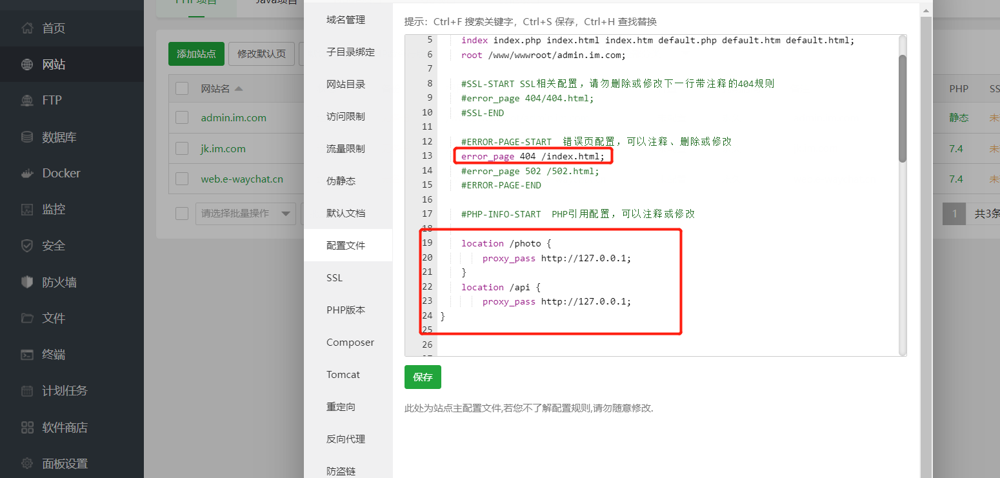 PHP项目
Java项目
首页
网站
FTP
数据库
Docker
监控
安全
防火墙
文件
终端
计划任务
软件商店
面板设置
添加站点
修改默认页
网站名
admin.im.com
jk.im.com
web.e-waychat.cn
请选择批量操作
域名管理
子目录绑定
网站目录
访问限制
流量限制
伪静态
默认文档
配置文件
SSL
PHP版本
Composer
Tomcat
重定向
反向代理
防盗链
提示：Ctrl+F 搜索关键字，Ctrl+S 保存，Ctrl+H 查找替换
5 index index.php index.html index.htm default.php default.htm default.html;
6 root /www/wwwroot/admin.im.com;
7
8 #SSL-START SSL相关配置，请勿删除或修改下一行带注释的404规则
9 #error_page 404/404.html;
10 #SSL-END
11
12 #ERROR-PAGE-START  错误页配置，可以注释、删除或修改
13 error_page 404 /index.html;
14 #error_page 502 /502.html;
15 #ERROR-PAGE-END
16
17 #PHP-INFO-START  PHP引用配置，可以注释或修改
18
19 location /photo {
20 proxy_pass http://127.0.0.1;
21 }
22 location /api {
23 proxy_pass http://127.0.0.1;
24 }
25
26
保存
此处为站点主配置文件,若您不了解配置规则,请勿随意修改.
PHP
SS
静态
未
7.4
未
7.4
未
1
共3条